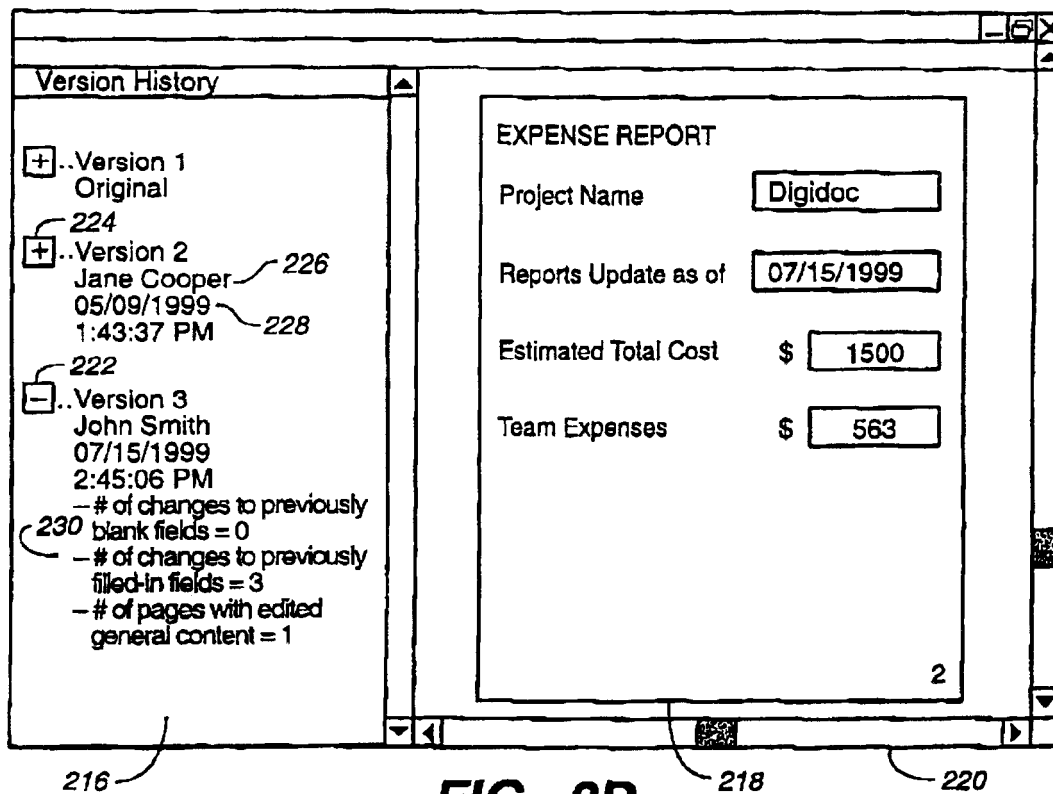 Version History
+ ..Version 1
Original
224
+ ..Version 2
Jane Cooper
226
05/09/1999
228
1:43:37 PM
222
– ..Version 3
John Smith
07/15/1999
2:45:06 PM
– # of changes to previously
blank fields = 0
230
– # of changes to previously
filled-in fields = 3
– # of pages with edited
general content = 1
EXPENSE REPORT
Project Name Digidoc
Reports Update as of 07/15/1999
Estimated Total Cost $ 1500
Team Expenses $ 563
2
216
218
220